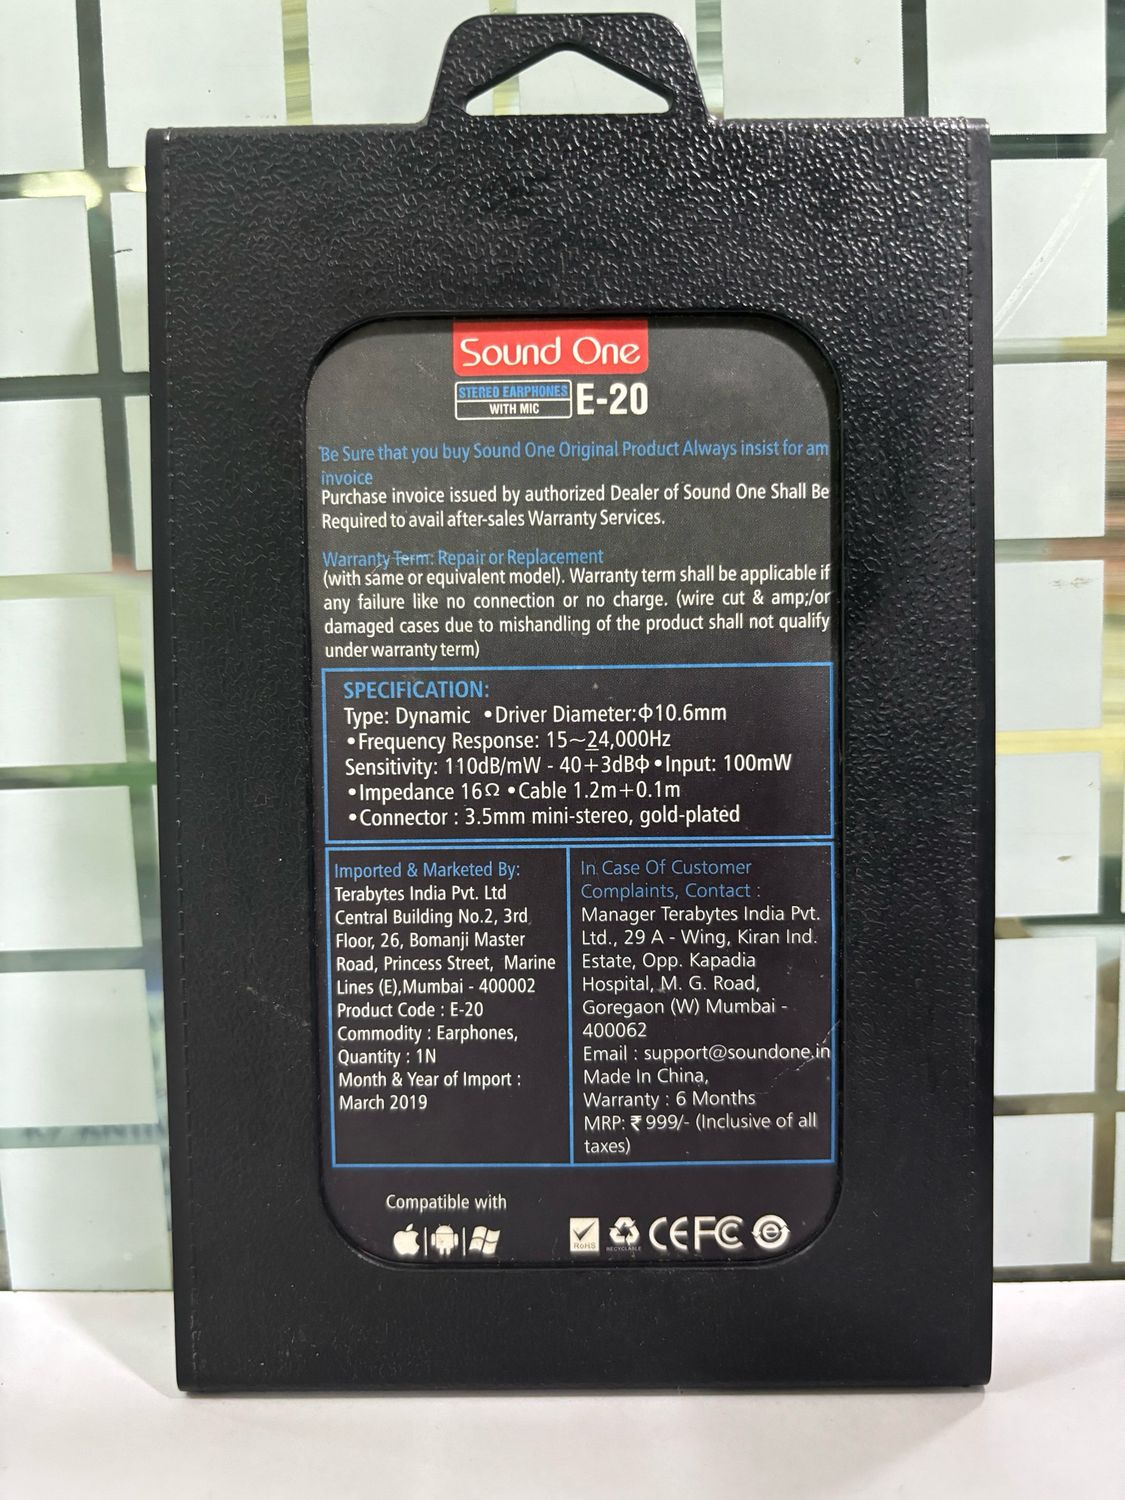 Sound One
STEREO EARPHONES
WITH MIC
E-20
Be Sure that you buy Sound One Original Product Always insist for am
invoice
Purchase invoice issued by authorized Dealer of Sound One Shall Be
Required to avail after-sales Warranty Services.
Warranty Term: Repair or Replacement
(with same or equivalent model). Warranty term shall be applicable if
any failure like no connection or no charge. (wire cut & amp;/or
damaged cases due to mishandling of the product shall not qualify
under warranty term)
SPECIFICATION:
Type: Dynamic •Driver Diameter:Φ10.6mm
•Frequency Response: 15~24,000Hz
Sensitivity: 110dB/mW - 40+3dBΦ •Input: 100mW
•Impedance 16Ω •Cable 1.2m+0.1m
•Connector : 3.5mm mini-stereo, gold-plated
Imported & Marketed By:
Terabytes India Pvt. Ltd
Central Building No.2, 3rd
Floor, 26, Bomanji Master
Road, Princess Street, Marine
Lines (E),Mumbai - 400002
Product Code : E-20
Commodity : Earphones,
Quantity : 1N
Month & Year of Import :
March 2019
In Case Of Customer
Complaints, Contact :
Manager Terabytes India Pvt.
Ltd., 29 A - Wing, Kiran Ind.
Estate, Opp. Kapadia
Hospital, M. G. Road,
Goregaon (W) Mumbai -
400062
Email : support@soundone.in
Made In China,
Warranty : 6 Months
MRP: ₹ 999/- (Inclusive of all
taxes)
Compatible with
RoHS
RECYCLABLE
CE FC e